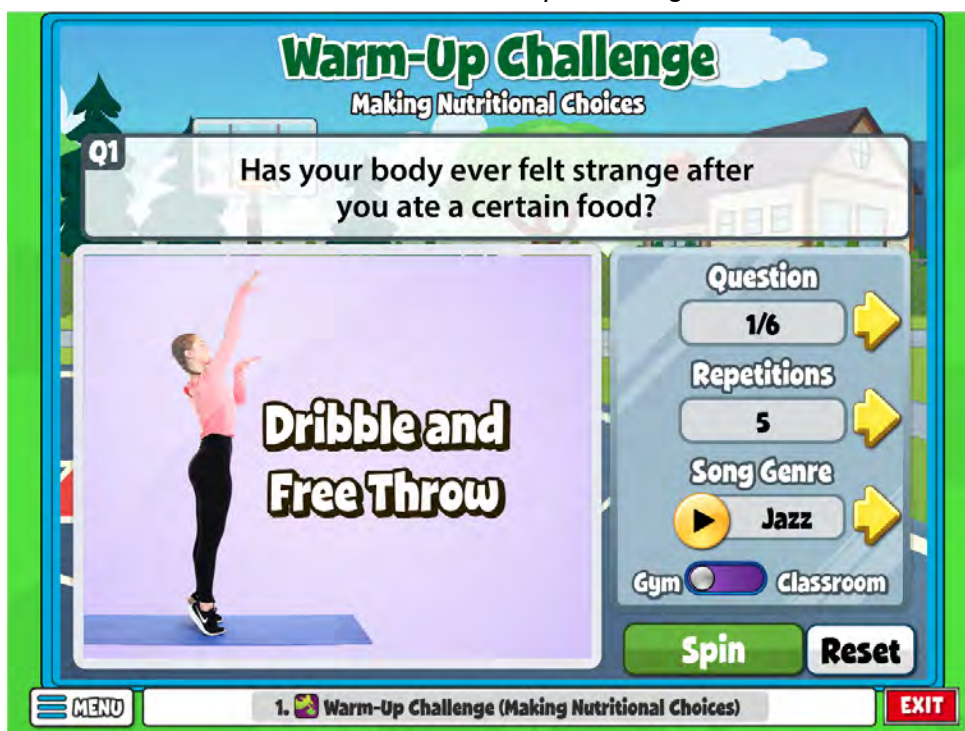 Warm-Up Challenge
Making Nutritional Choices
Q1
Has your body ever felt strange after
you ate a certain food?
Dribble and
Free Throw
Question
1/6
Repetitions
5
Song Genre
Jazz
Gym Classroom
Spin Reset
MENU
1. Warm-Up Challenge (Making Nutritional Choices)
EXIT